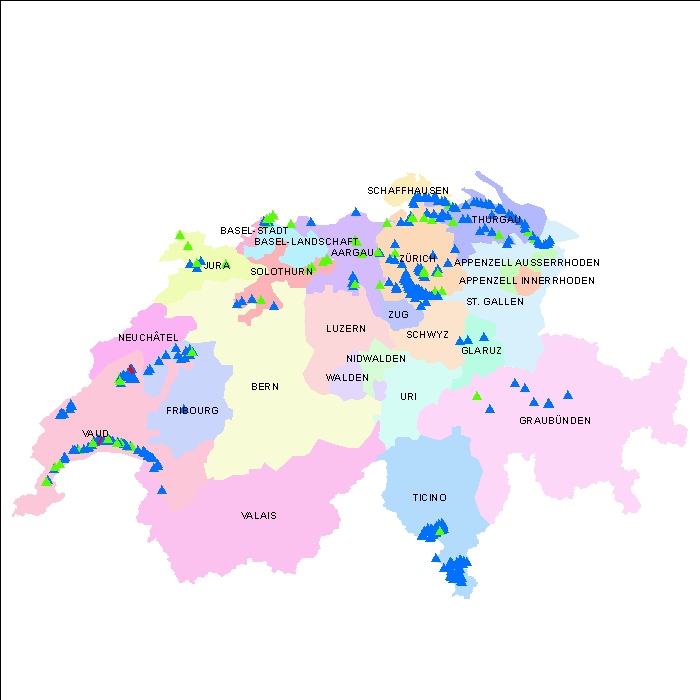 SCHAFFHAUSEN
THURGAU
BASEL-STADT
BASEL-LANDSCHAFT
AARGAU
ZÜRICH
APPENZELL AUSSERRHODEN
JURA
SOLOTHURN
APPENZELL INNERRHODEN
ST. GALLEN
ZUG
LUZERN
SCHWYZ
NEUCHÂTEL
GLARUZ
NIDWALDEN
WALDEN
BERN
URI
FRIBOURG
GRAUBÜNDEN
VAUD
TICINO
VALAIS